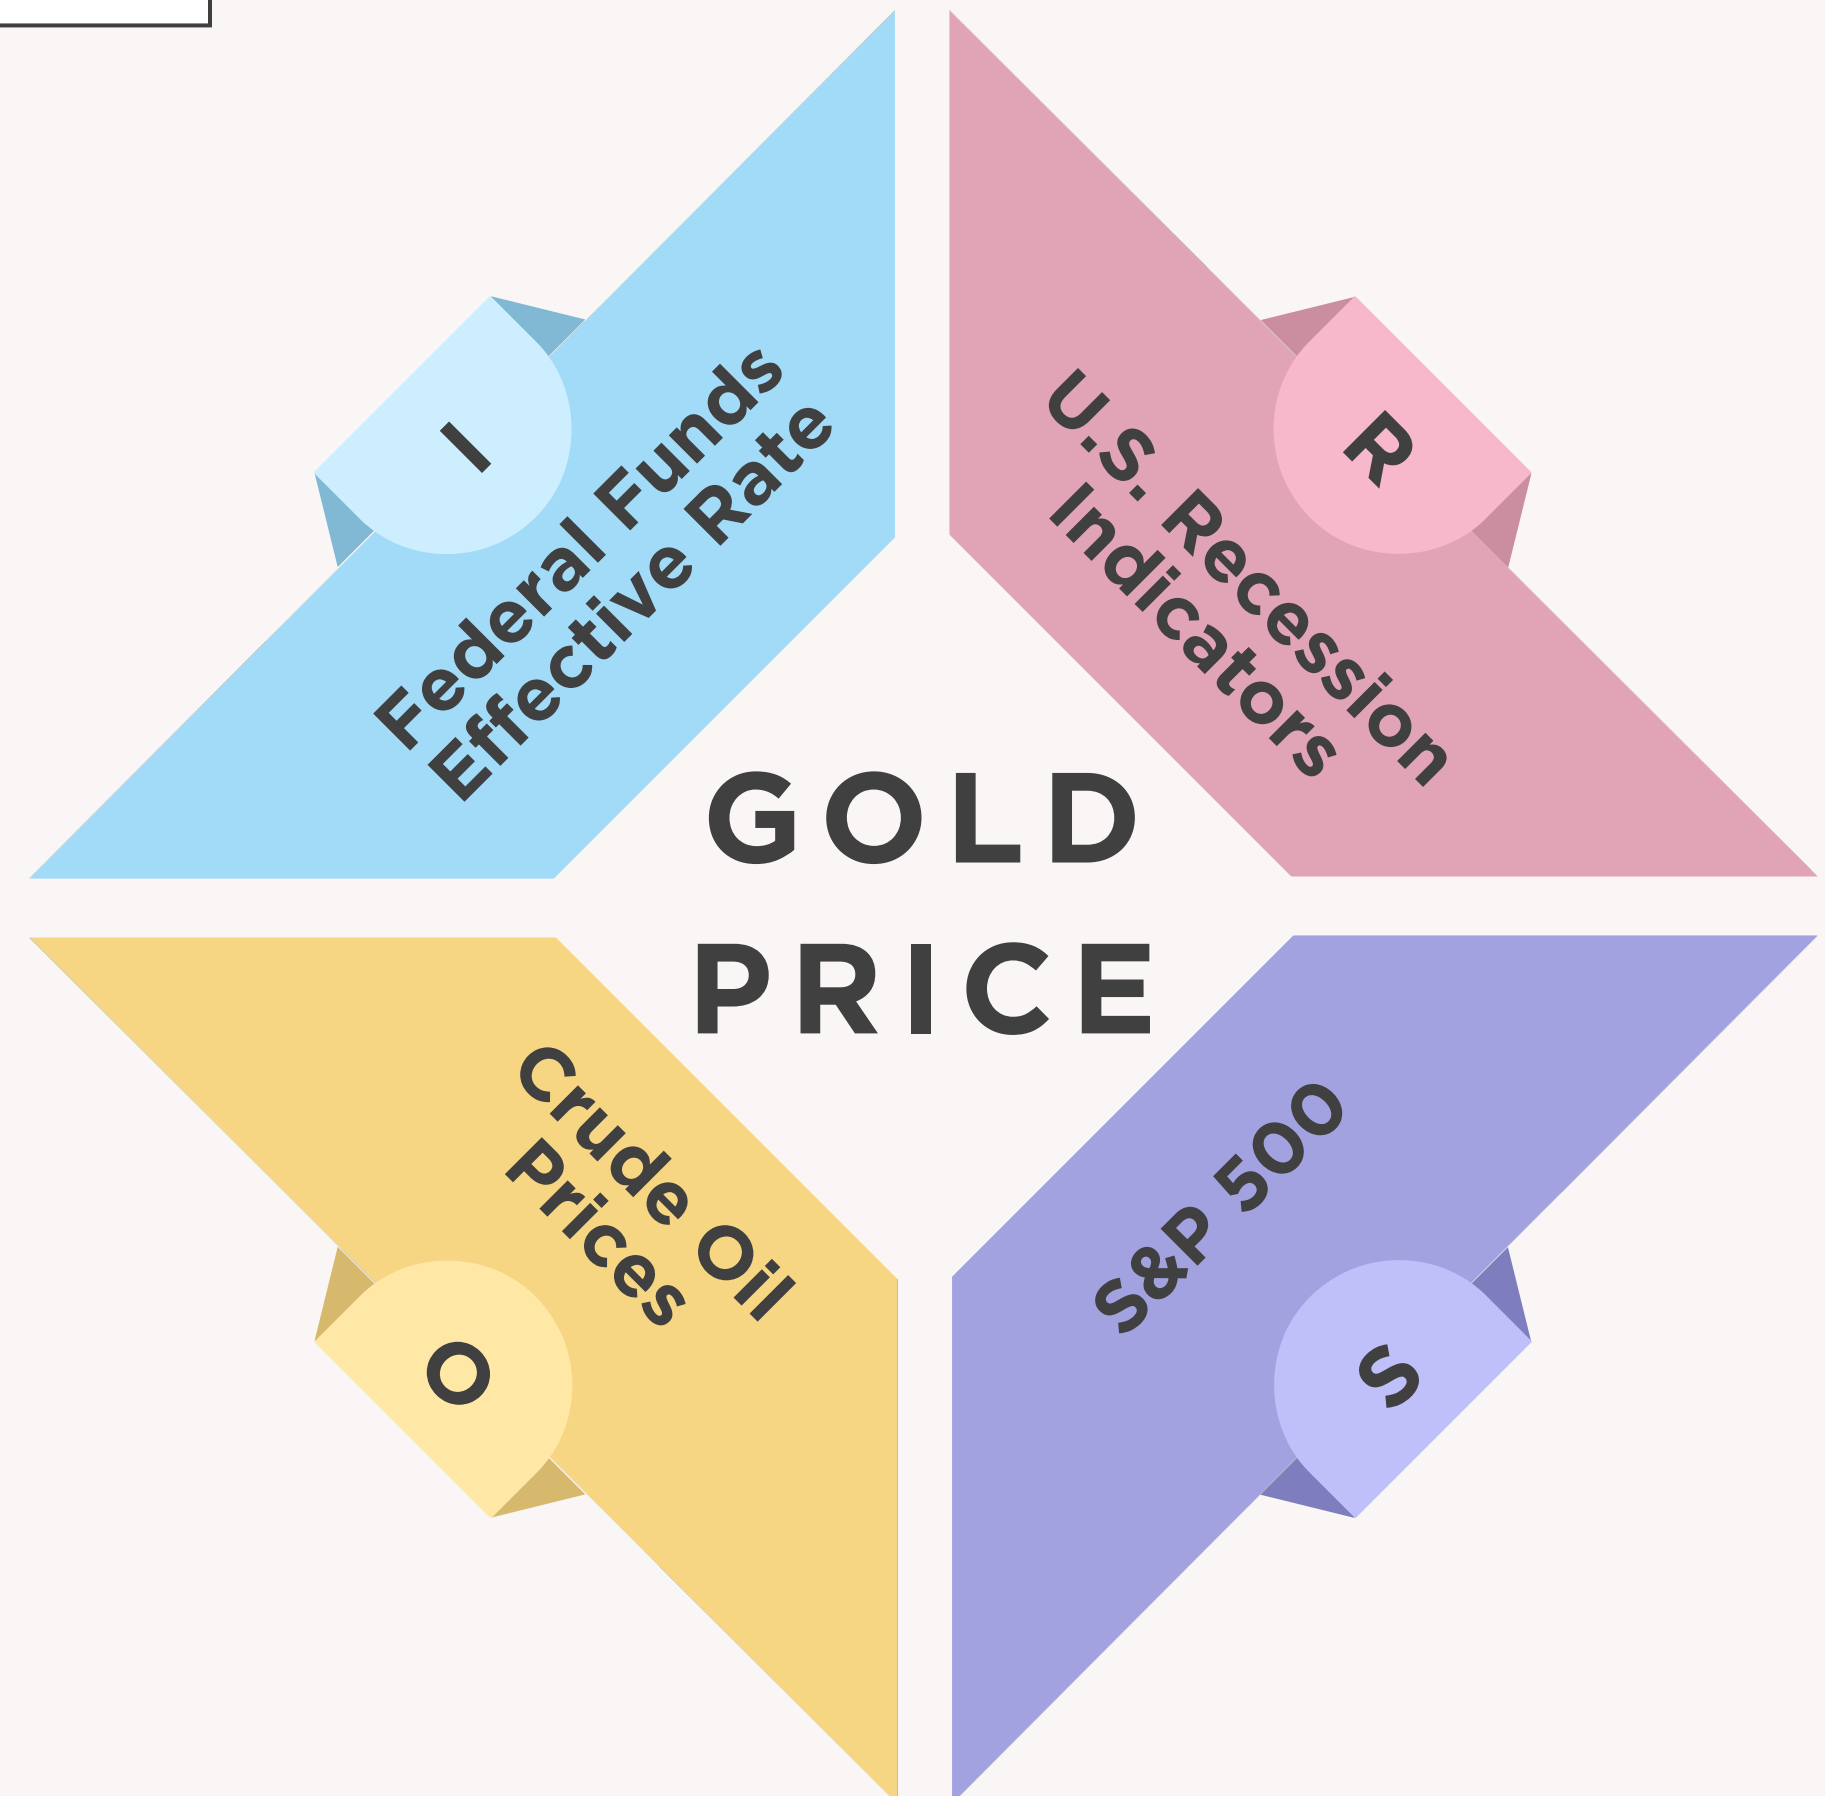 I
Federal Funds
Effective Rate
R
U.S. Recession
Indicators
GOLD
PRICE
Crude Oil
Prices
O
S&P 500
S